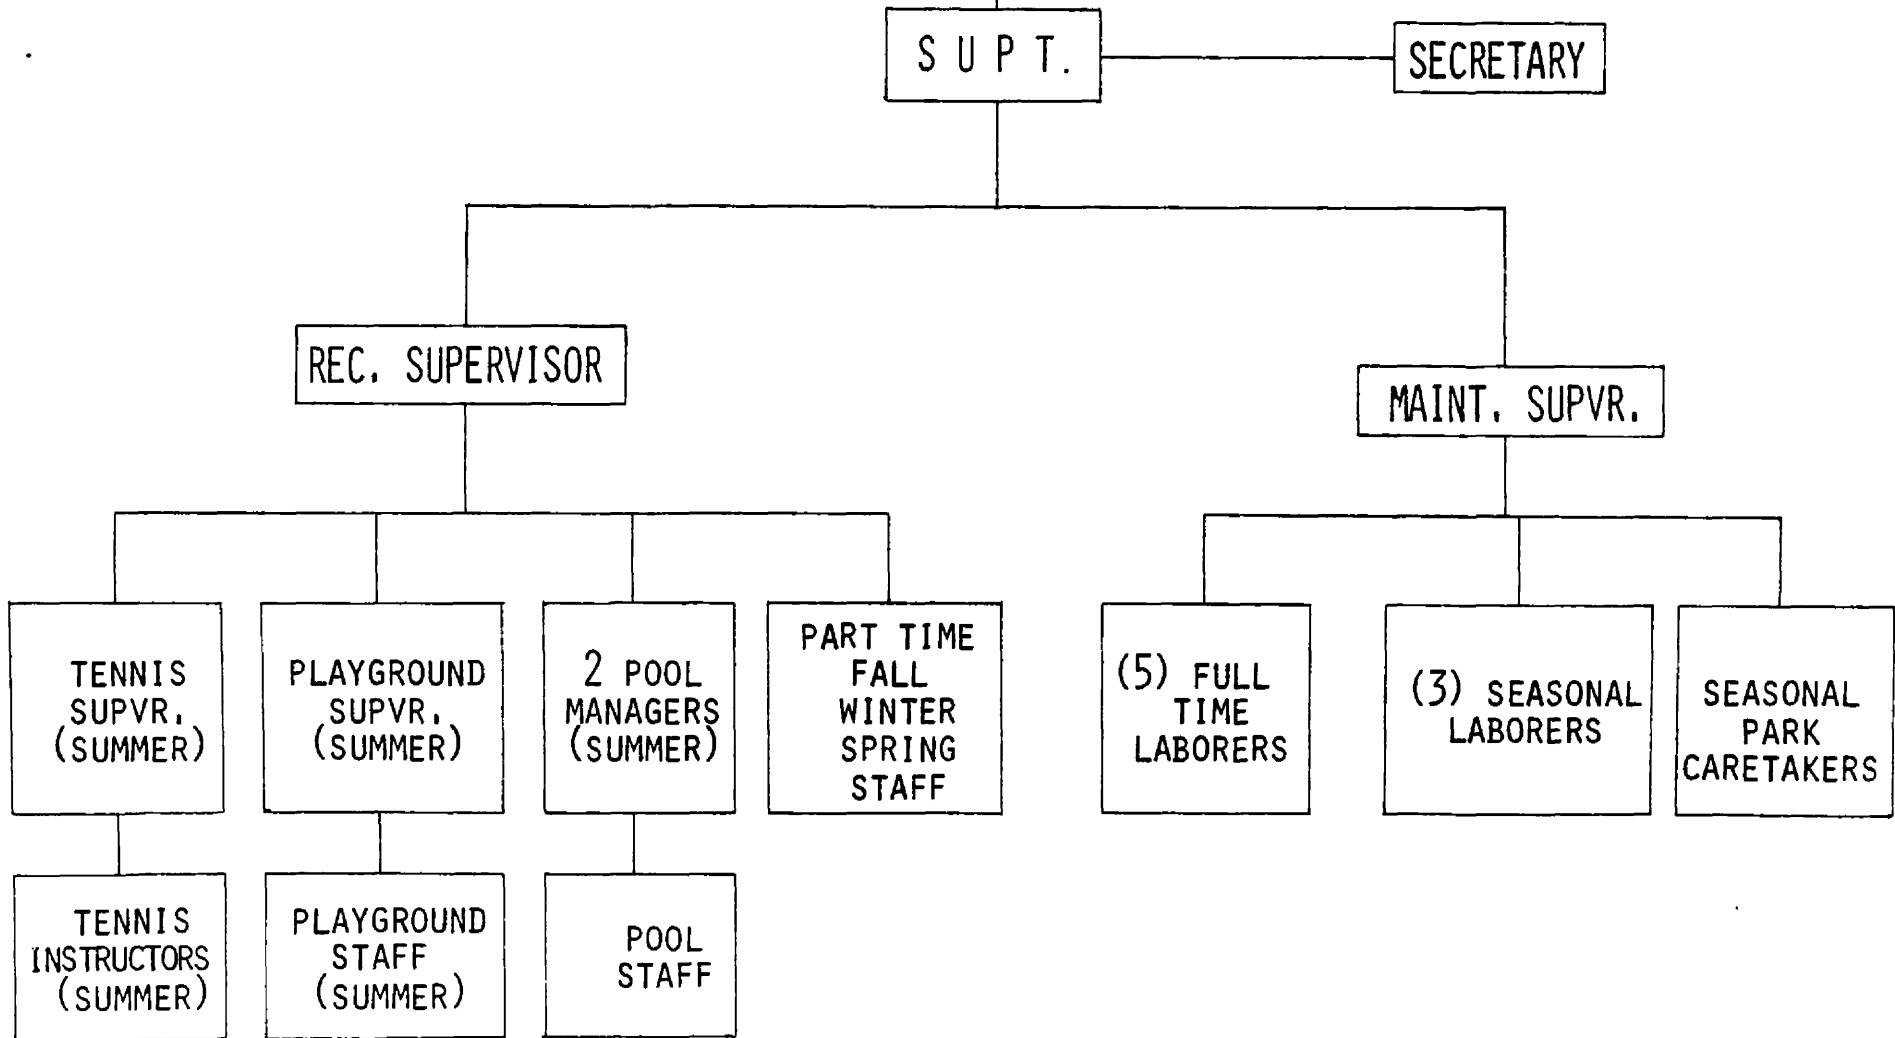 S U P T.
SECRETARY
REC. SUPERVISOR
MAINT. SUPVR.
TENNIS
SUPVR.
(SUMMER)
PLAYGROUND
SUPVR.
(SUMMER)
2 POOL
MANAGERS
(SUMMER)
PART TIME
FALL
WINTER
SPRING
STAFF
(5) FULL
TIME
LABORERS
(3) SEASONAL
LABORERS
SEASONAL
PARK
CARETAKERS
TENNIS
INSTRUCTORS
(SUMMER)
PLAYGROUND
STAFF
(SUMMER)
POOL
STAFF